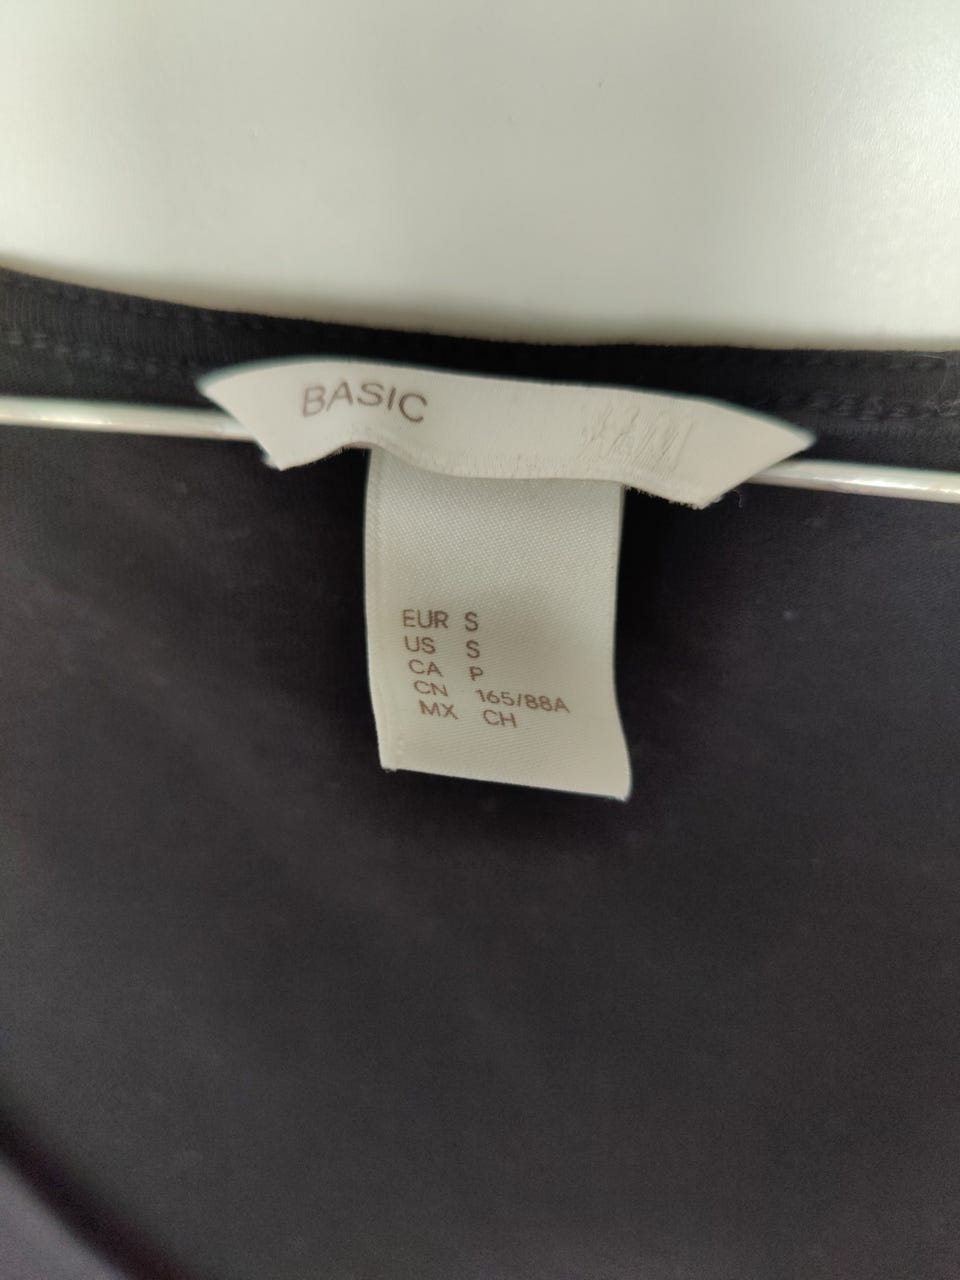 BASIC
EUR S
US S
CA P
CN 165/88A
MX CH